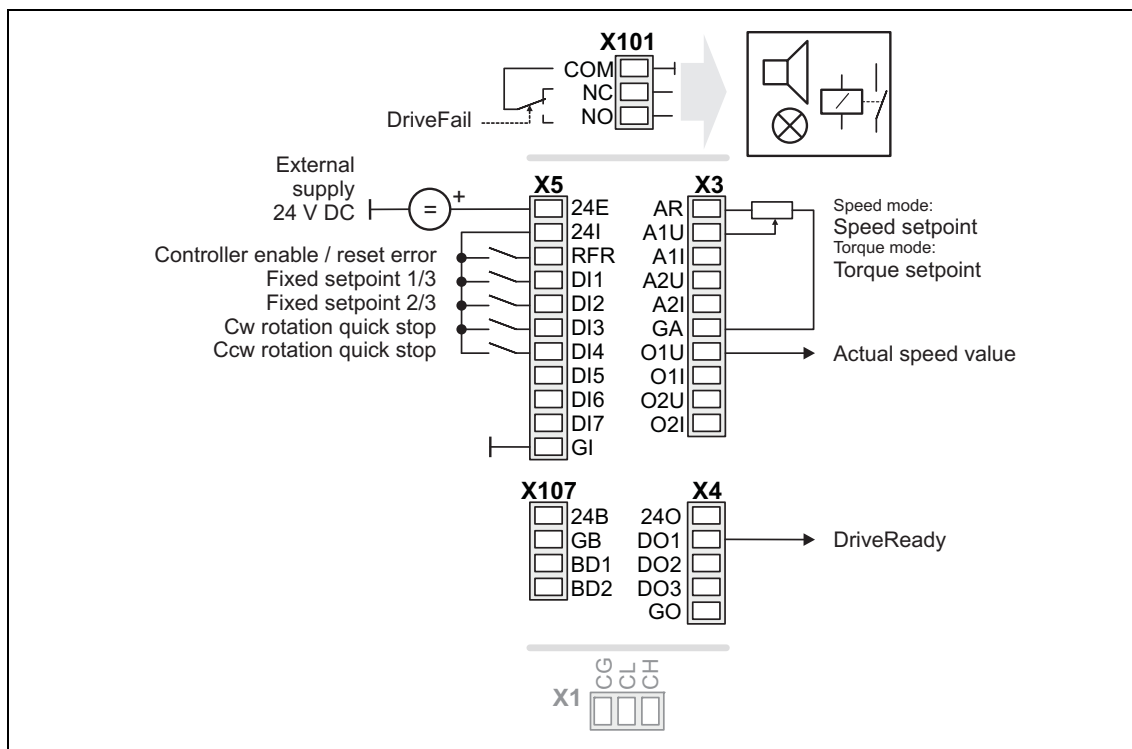 X101
COM
NC
NO
DriveFail
External
supply
24 V DC
=
+
X5
24E
24I
RFR
DI1
DI2
DI3
DI4
DI5
DI6
DI7
GI
Controller enable / reset error
Fixed setpoint 1/3
Fixed setpoint 2/3
Cw rotation quick stop
Ccw rotation quick stop
X3
AR
A1U
A1I
A2U
A2I
GA
O1U
O1I
O2U
O2I
Speed mode:
Speed setpoint
Torque mode:
Torque setpoint
Actual speed value
X107
24B
GB
BD1
BD2
X4
24O
DO1
DO2
DO3
GO
DriveReady
X1
CG
CL
CH